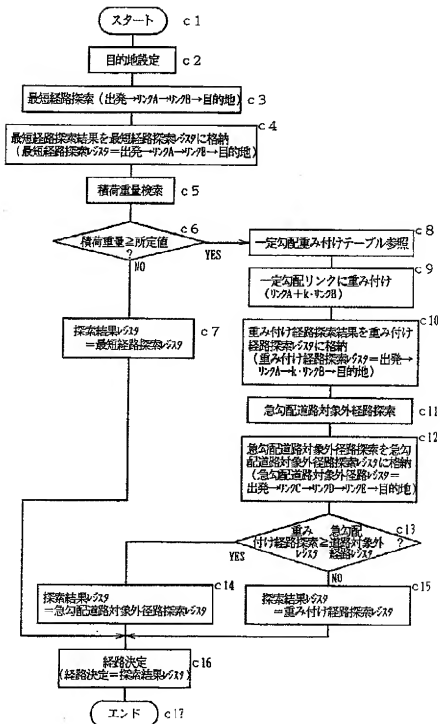 スタート c1
目的地設定 c2
最短経路探索（出発→リンクA→リンクB→目的地） c3
c4
最短経路探索結果を最短経路探索レジスタに格納
（最短経路探索レジスタ＝出発→リンクA→リンクB→目的地）
積荷重量検索 c5
c6
積荷重量≧所定値
?
YES
NO
探索結果レジスタ
＝最短経路探索レジスタ
c7
c8
一定勾配重み付けテーブル参照
c9
一定勾配リンクに重み付け
（リンクA＋k・リンクB）
c10
重み付け経路探索結果を重み付け
経路探索レジスタに格納
（重み付け経路探索レジスタ＝出発→
リンクA→k・リンクB→目的地）
急勾配道路対象外経路探索 c11
c12
急勾配道路対象外径路探索を急勾
配道路対象外径路探索レジスタに格納
（急勾配道路対象外径路探索レジスタ＝
出発→リンクC→リンクD→リンクE→目的地）
c13
重み 急勾配
付け経路探索≧道路対象外
レジスタ 経路レジスタ
?
YES
NO
c14
探索結果レジスタ
＝急勾配道路対象外径路探索レジスタ
c15
探索結果レジスタ
＝重み付け経路探索レジスタ
経路決定
（経路決定＝探索結果レジスタ）
c16
エンド c17